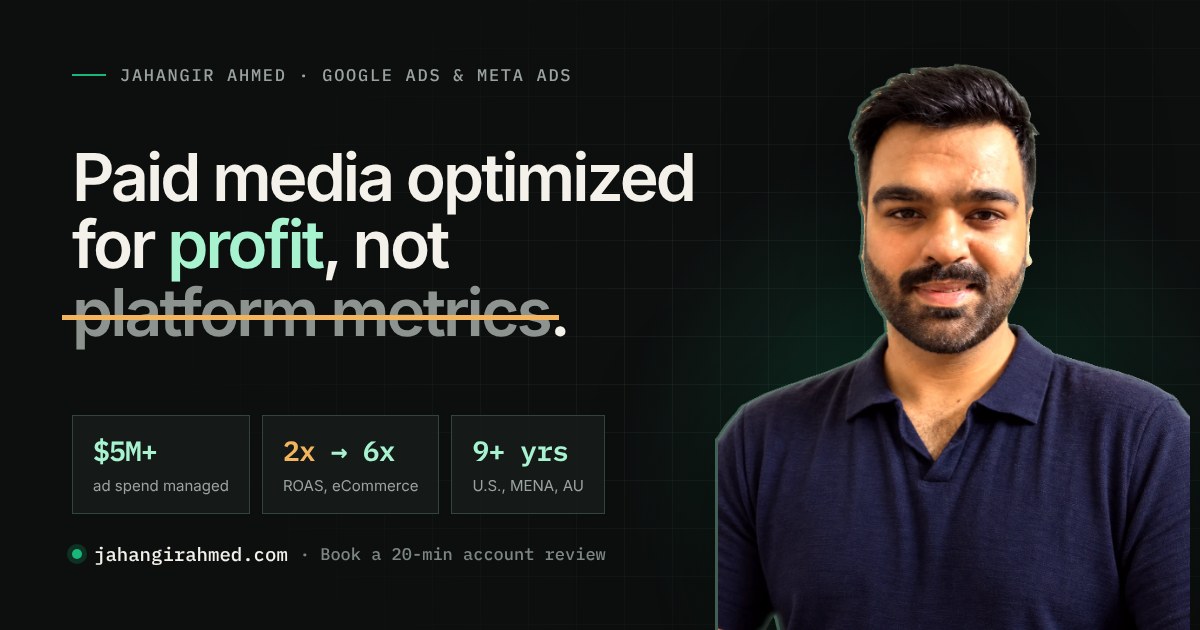 JAHANGIR AHMED · GOOGLE ADS & META ADS
Paid media optimized
for profit, not
platform metrics.
$5M+
ad spend managed
2x → 6x
ROAS, eCommerce
9+ yrs
U.S., MENA, AU
jahangirahmed.com · Book a 20-min account review